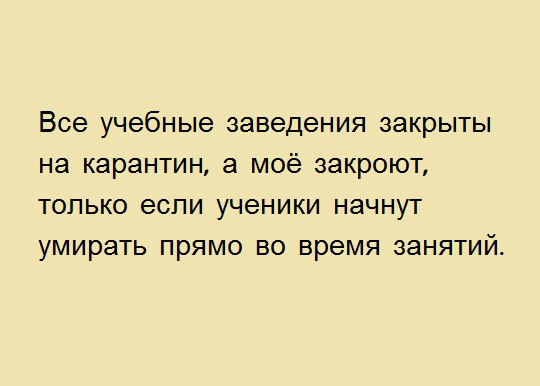 Все учебные заведения закрыты
на карантин, а моё закроют,
только если ученики начнут
умирать прямо во время занятий.